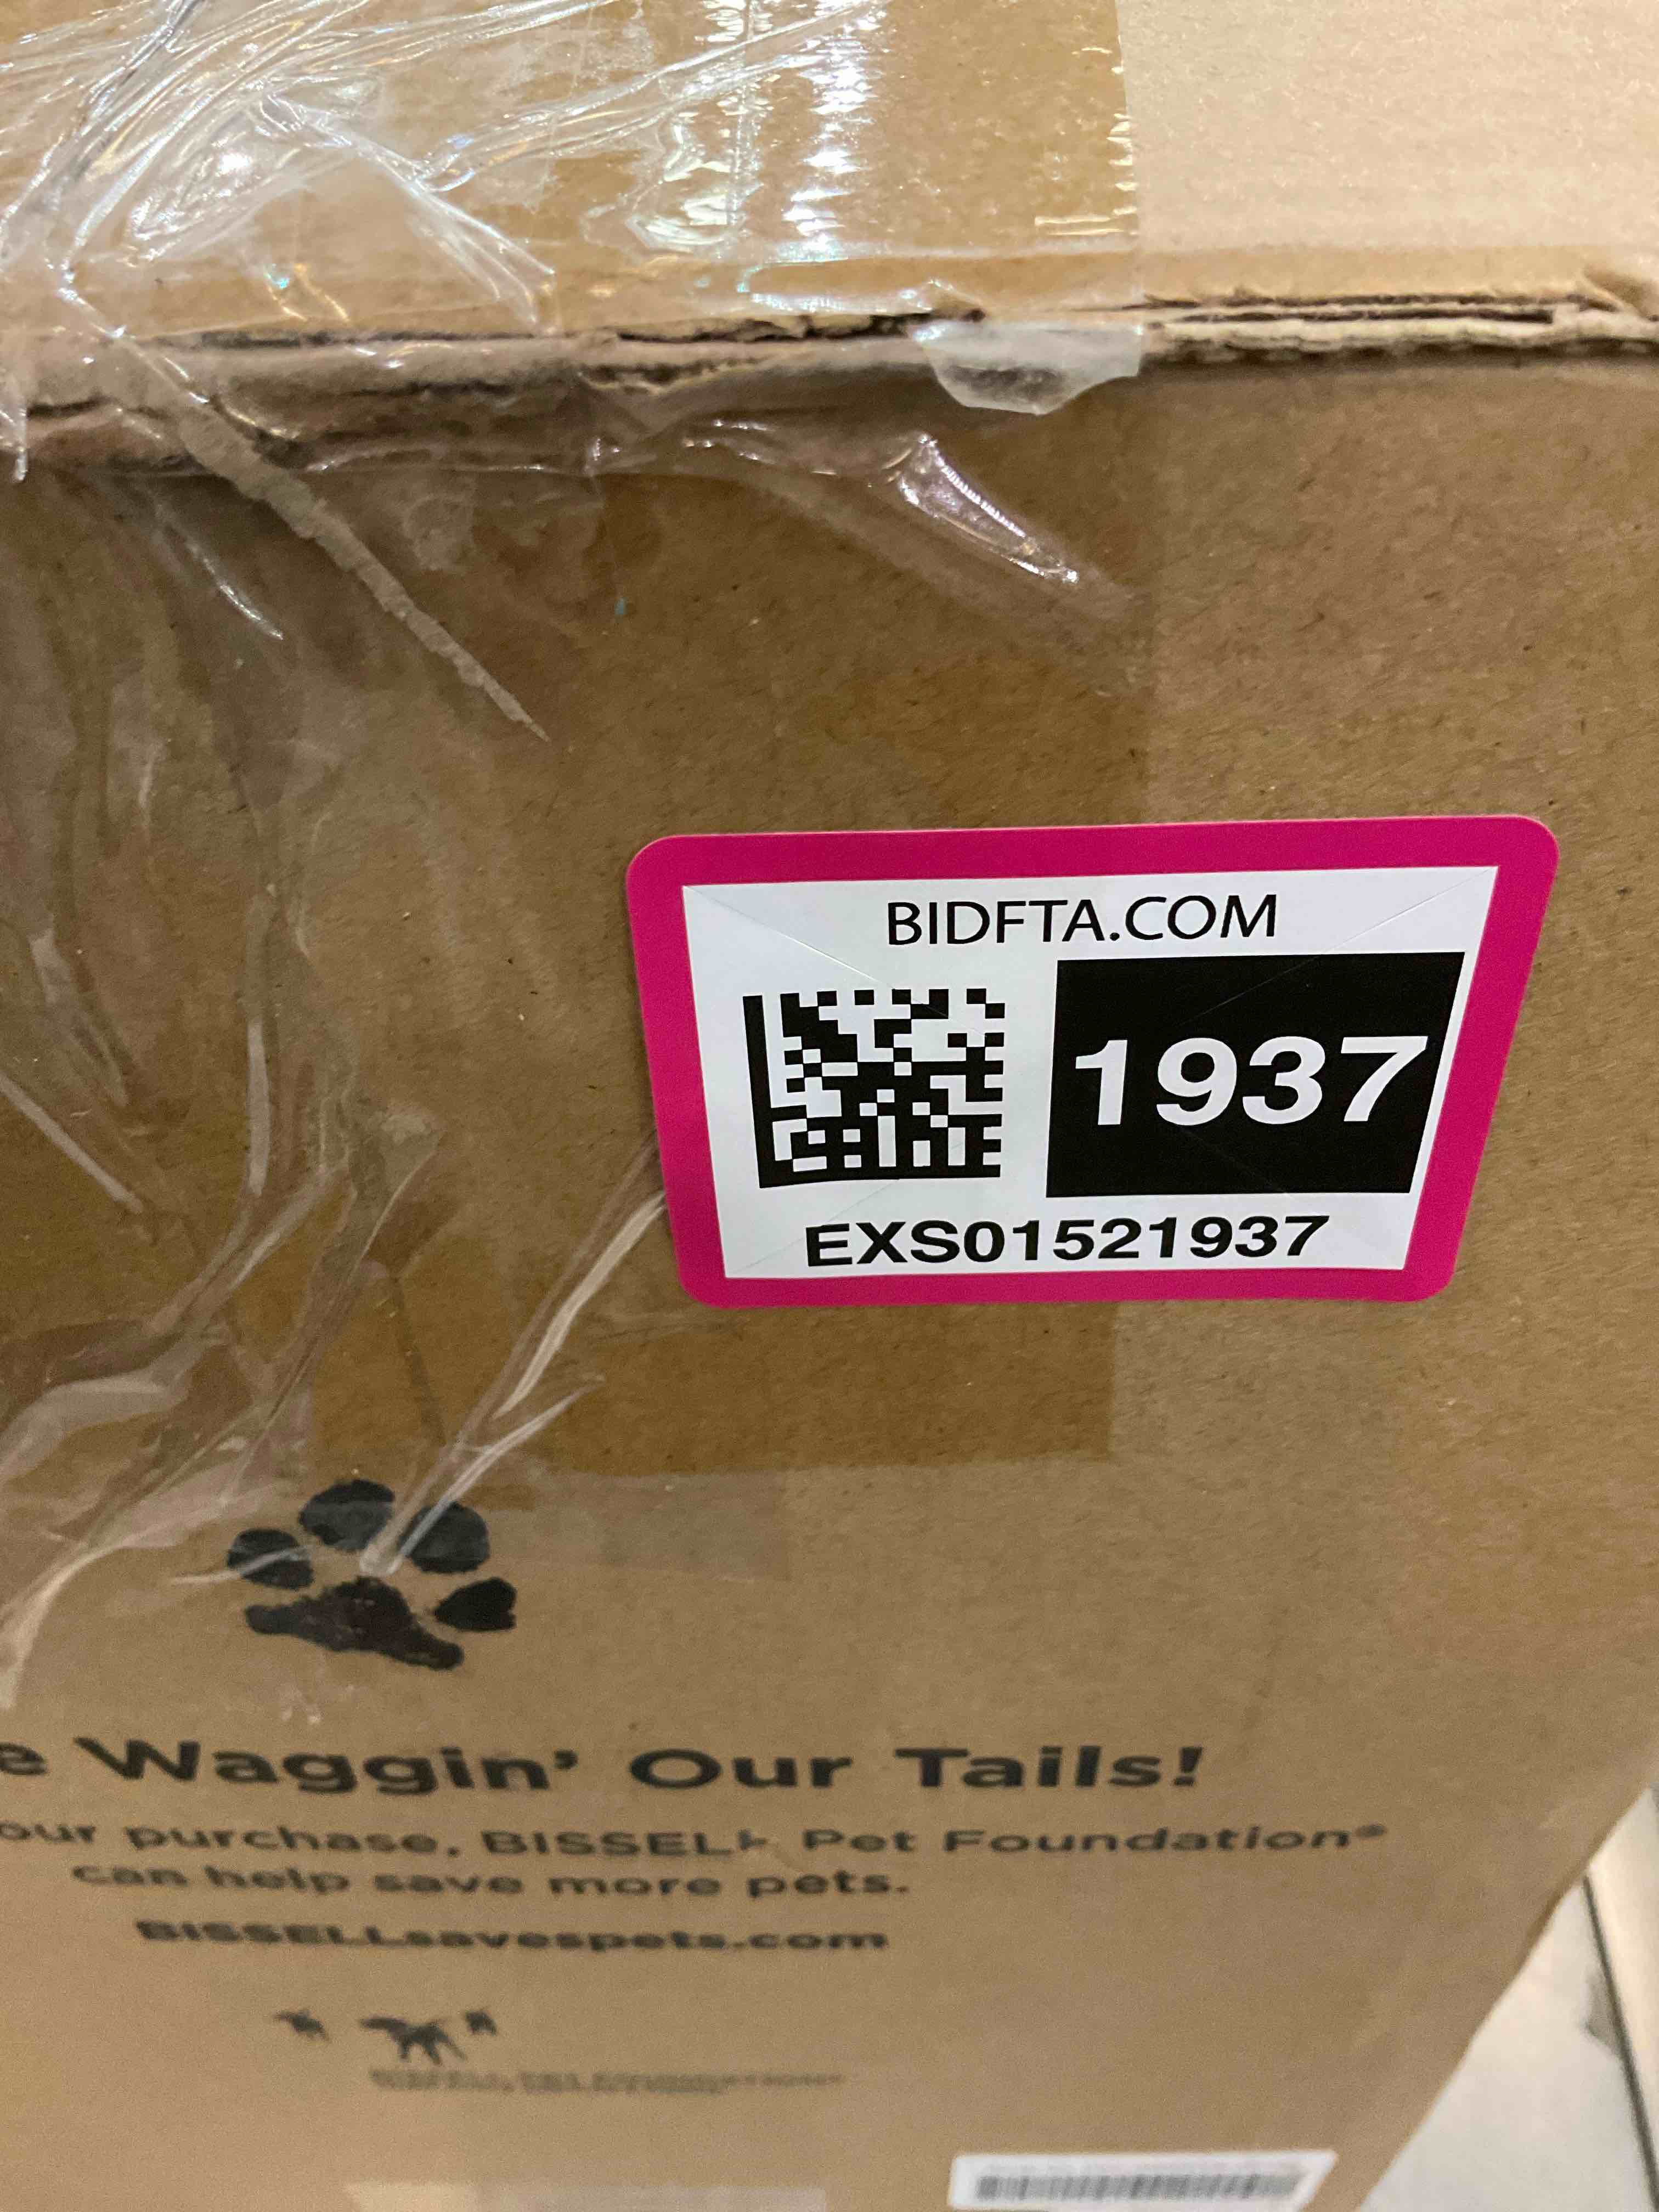 BIDFTA.COM
1937
EXS01521937
e Waggin' Our Tails!
our purchase, BISSELL Pet Foundation®
can help save more pets.
BISSELLsavespets.com